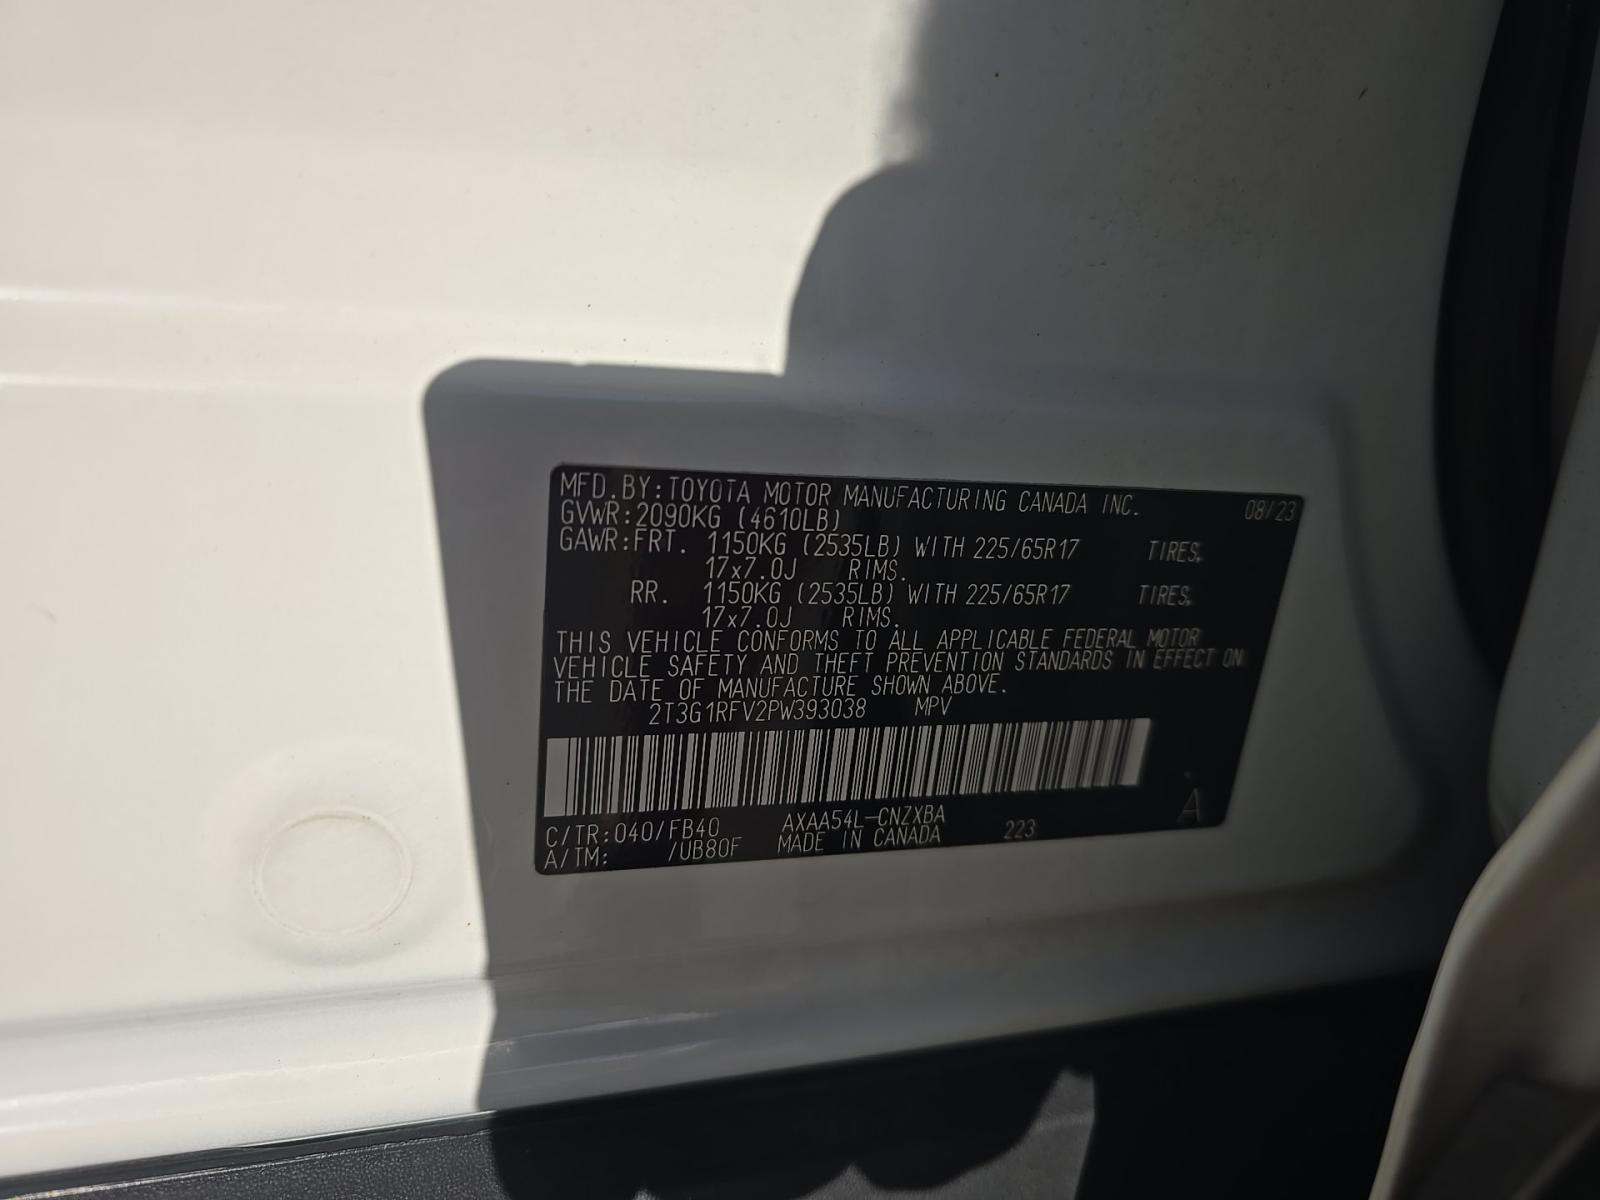 MFD.BY:TOYOTA MOTOR MANUFACTURING CANADA INC. 08/23
GVWR:2090KG (4610LB)
GAWR:FRT. 1150KG (2535LB) WITH 225/65R17 TIRES,
17x7.0J RIMS.
RR. 1150KG (2535LB) WITH 225/65R17 TIRES,
17x7.0J RIMS.
THIS VEHICLE CONFORMS TO ALL APPLICABLE FEDERAL MOTOR
VEHICLE SAFETY AND THEFT PREVENTION STANDARDS IN EFFECT ON
THE DATE OF MANUFACTURE SHOWN ABOVE.
2T3G1RFV2PW393038 MPV
C/TR:040/FB40 AXAA54L-CNZXBA 223 A
A/TM: /UB80F MADE IN CANADA